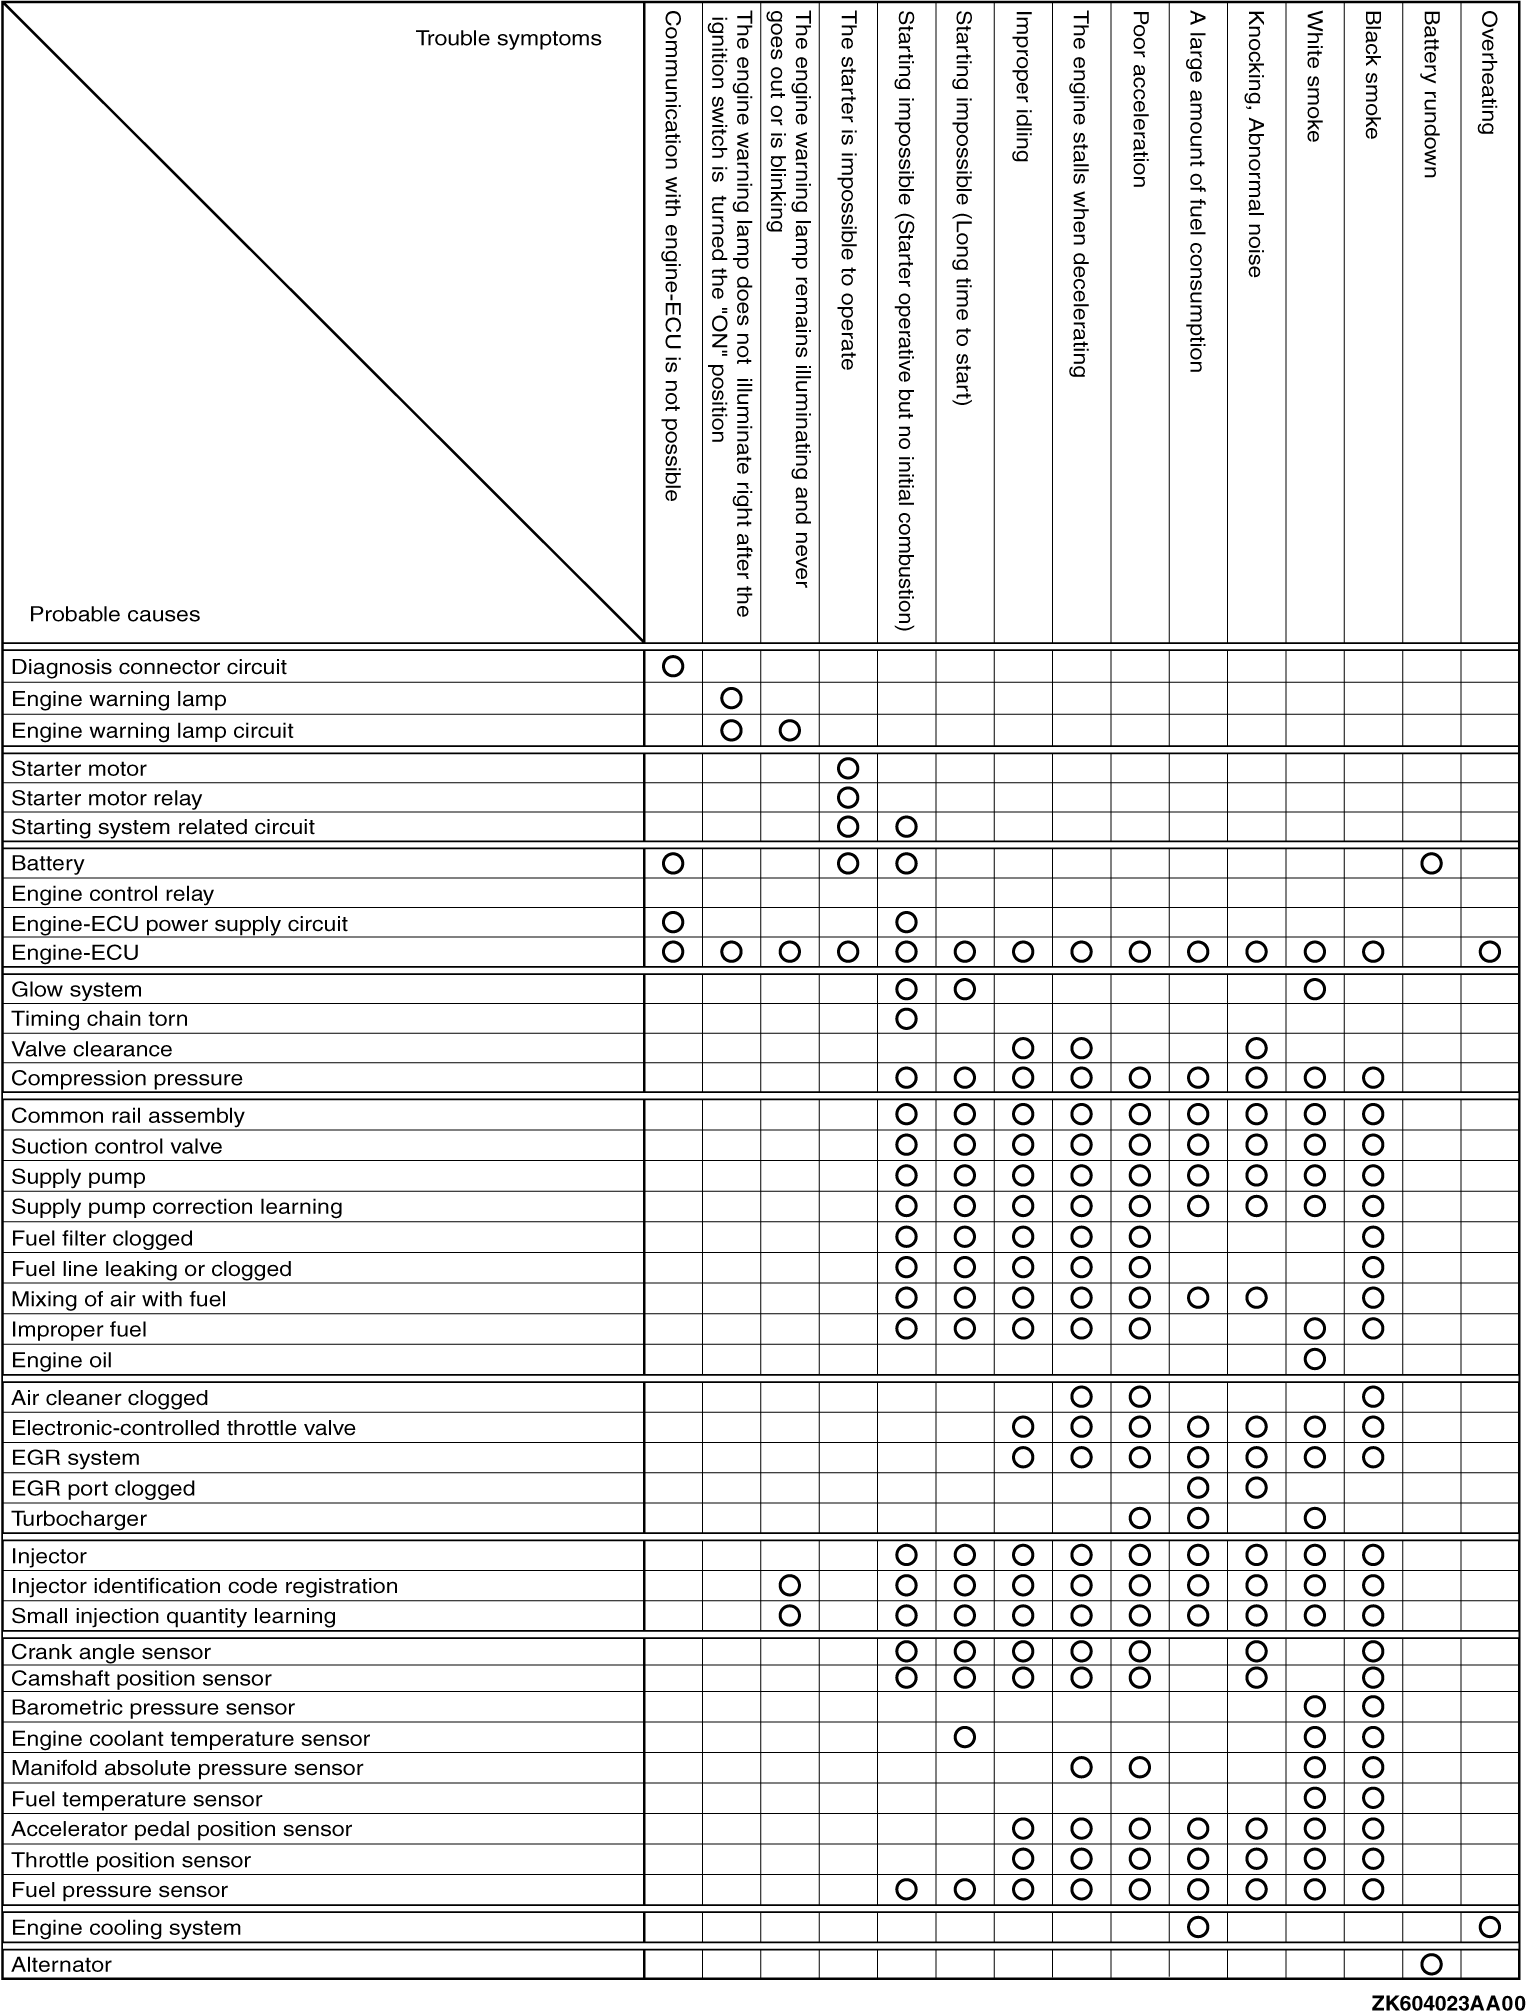 Trouble symptoms
Probable causes
Communication with engine-ECU is not possible
The engine warning lamp does not illuminate right after the
ignition switch is turned the "ON" position
The engine warning lamp remains illuminating and never
goes out or is blinking
The starter is impossible to operate
Starting impossible (Starter operative but no initial combustion)
Starting impossible (Long time to start)
Improper idling
The engine stalls when decelerating
Poor acceleration
A large amount of fuel consumption
Knocking, Abnormal noise
White smoke
Black smoke
Battery rundown
Overheating
Diagnosis connector circuit
Engine warning lamp
Engine warning lamp circuit
Starter motor
Starter motor relay
Starting system related circuit
Battery
Engine control relay
Engine-ECU power supply circuit
Engine-ECU
Glow system
Timing chain torn
Valve clearance
Compression pressure
Common rail assembly
Suction control valve
Supply pump
Supply pump correction learning
Fuel filter clogged
Fuel line leaking or clogged
Mixing of air with fuel
Improper fuel
Engine oil
Air cleaner clogged
Electronic-controlled throttle valve
EGR system
EGR port clogged
Turbocharger
Injector
Injector identification code registration
Small injection quantity learning
Crank angle sensor
Camshaft position sensor
Barometric pressure sensor
Engine coolant temperature sensor
Manifold absolute pressure sensor
Fuel temperature sensor
Accelerator pedal position sensor
Throttle position sensor
Fuel pressure sensor
Engine cooling system
Alternator
ZK604023AA00